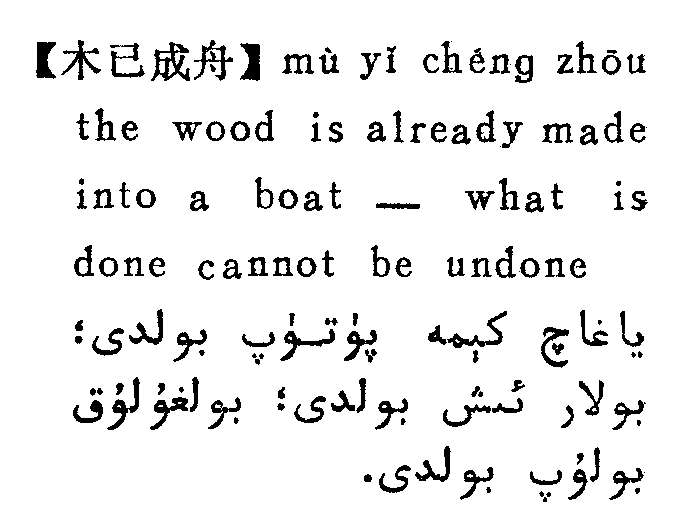 【木已成舟】 mù yǐ chéng zhōu
the wood is already made
into a boat — what is
done cannot be undone
ياغاچ كېمە پۈتـۈپ بولدى؛
بولار ئىش بولدى؛ بولغۇلۇق
بولۇپ بولدى.